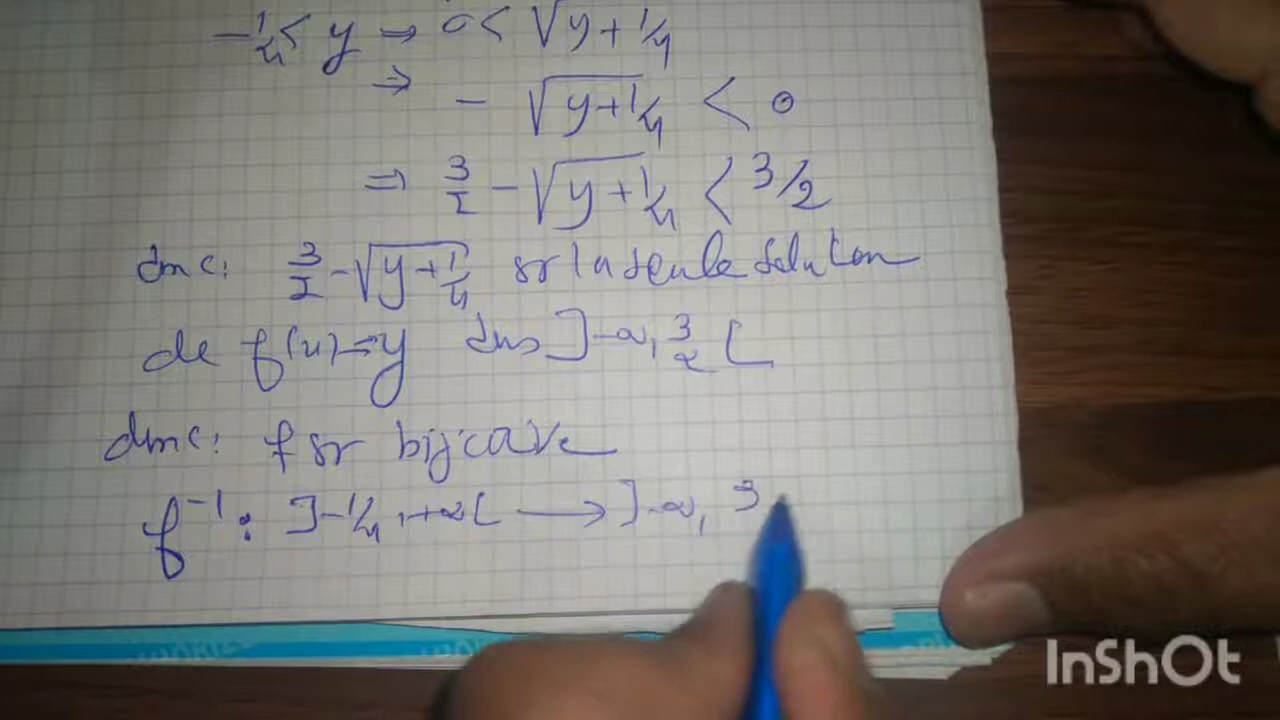 -1/4 < y ⇒ 0 < √(y+1/4)
⇒ - √(y+1/4) < 0
⇒ 3/2 - √(y+1/4) < 3/2
donc: 3/2 - √(y+1/4) est la seule solution
de f(x)=y dans ]-∞, 3/2[
donc: f est bijective
f⁻¹: ]-1/4, +∞[ → ]-∞, 3
InShOt